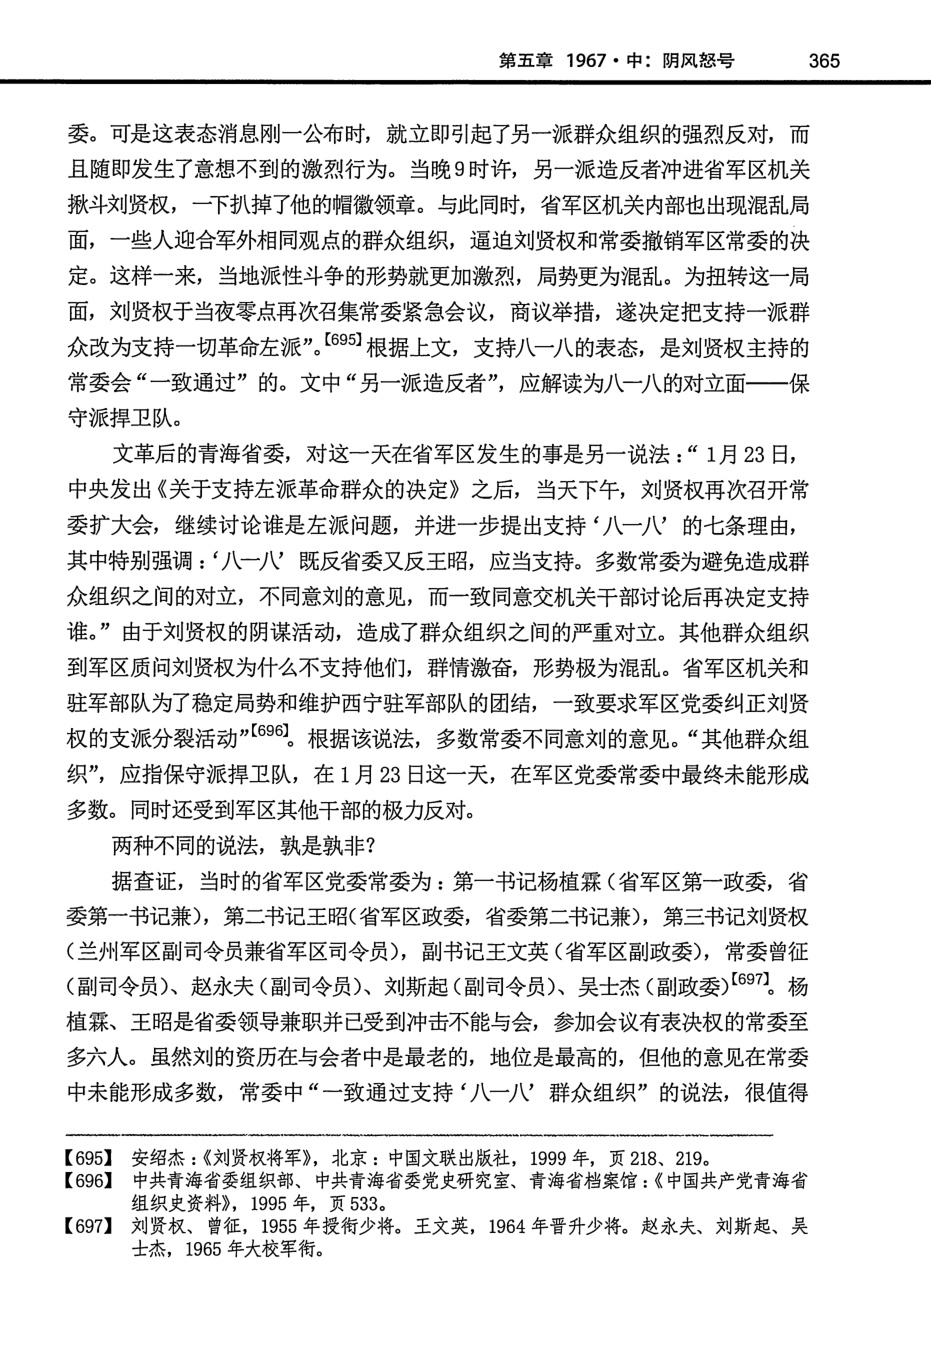 第五章 1967·中：阴风怒号 365
委。可是这表态消息刚一公布时，就立即引起了另一派群众组织的强烈反对，而
且随即发生了意想不到的激烈行为。当晚9时许，另一派造反者冲进省军区机关
揪斗刘贤权，一下扒掉了他的帽徽领章。与此同时，省军区机关内部也出现混乱局
面，一些人迎合军外相同观点的群众组织，逼迫刘贤权和常委撤销军区常委的决
定。这样一来，当地派性斗争的形势就更加激烈，局势更为混乱。为扭转这一局
面，刘贤权于当夜零点再次召集常委紧急会议，商议举措，遂决定把支持一派群
众改为支持一切革命左派”。【695】根据上文，支持八一八的表态，是刘贤权主持的
常委会“一致通过”的。文中“另一派造反者”，应解读为八一八的对立面——保
守派捍卫队。
文革后的青海省委，对这一天在省军区发生的事是另一说法：“1月23日，
中央发出《关于支持左派革命群众的决定》之后，当天下午，刘贤权再次召开常
委扩大会，继续讨论谁是左派问题，并进一步提出支持‘八一八’的七条理由，
其中特别强调：‘八一八’既反省委又反王昭，应当支持。多数常委为避免造成群
众组织之间的对立，不同意刘的意见，而一致同意交机关干部讨论后再决定支持
谁。”由于刘贤权的阴谋活动，造成了群众组织之间的严重对立。其他群众组织
到军区质问刘贤权为什么不支持他们，群情激奋，形势极为混乱。省军区机关和
驻军部队为了稳定局势和维护西宁驻军部队的团结，一致要求军区党委纠正刘贤
权的支派分裂活动”【696】。根据该说法，多数常委不同意刘的意见。“其他群众组
织”，应指保守派捍卫队，在1月23日这一天，在军区党委常委中最终未能形成
多数。同时还受到军区其他干部的极力反对。
两种不同的说法，孰是孰非？
据查证，当时的省军区党委常委为：第一书记杨植霖（省军区第一政委，省
委第一书记兼），第二书记王昭（省军区政委，省委第二书记兼），第三书记刘贤权
（兰州军区副司令员兼省军区司令员），副书记王文英（省军区副政委），常委曾征
（副司令员）、赵永夫（副司令员）、刘斯起（副司令员）、吴士杰（副政委）【697】。杨
植霖、王昭是省委领导兼职并已受到冲击不能与会，参加会议有表决权的常委至
多六人。虽然刘的资历在与会者中是最老的，地位是最高的，但他的意见在常委
中未能形成多数，常委中“一致通过支持‘八一八’群众组织”的说法，很值得
【695】 安绍杰：《刘贤权将军》，北京：中国文联出版社，1999年，页218、219。
【696】 中共青海省委组织部、中共青海省委党史研究室、青海省档案馆：《中国共产党青海省
组织史资料》，1995年，页533。
【697】 刘贤权、曾征，1955年授衔少将。王文英，1964年晋升少将。赵永夫、刘斯起、吴
士杰，1965年大校军衔。